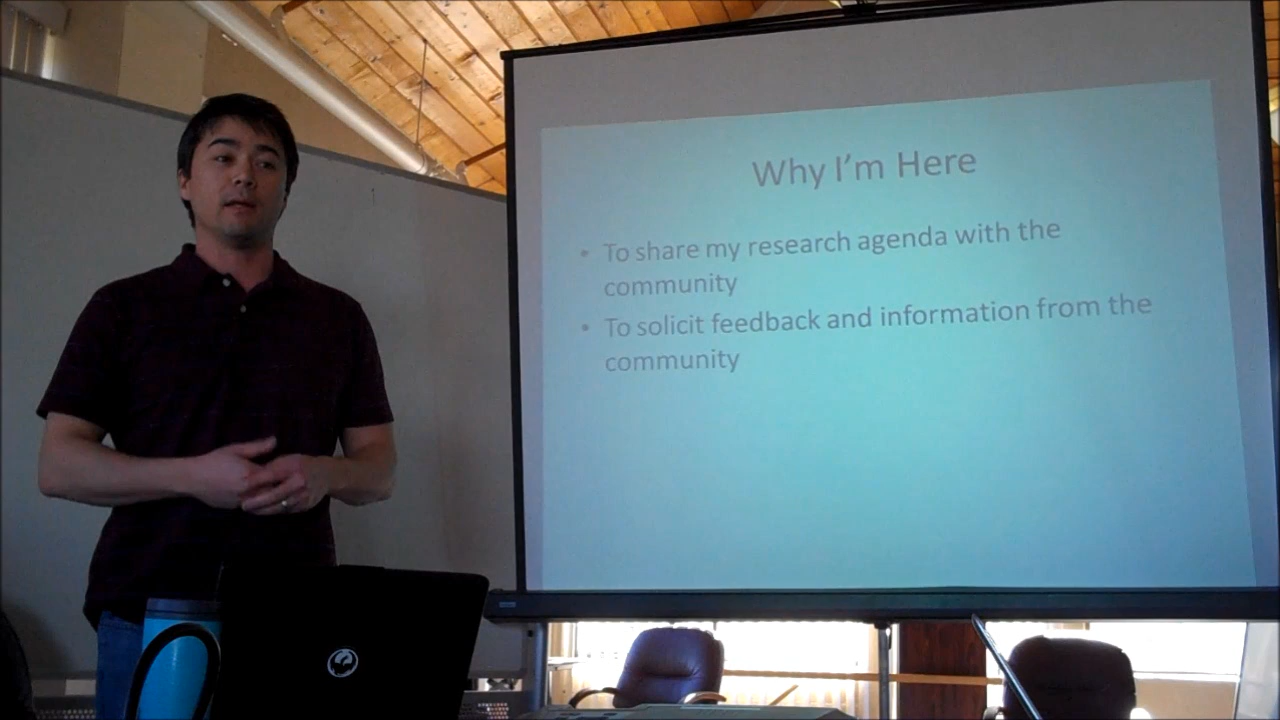 Why I'm Here
• To share my research agenda with the
community
• To solicit feedback and information from the
community